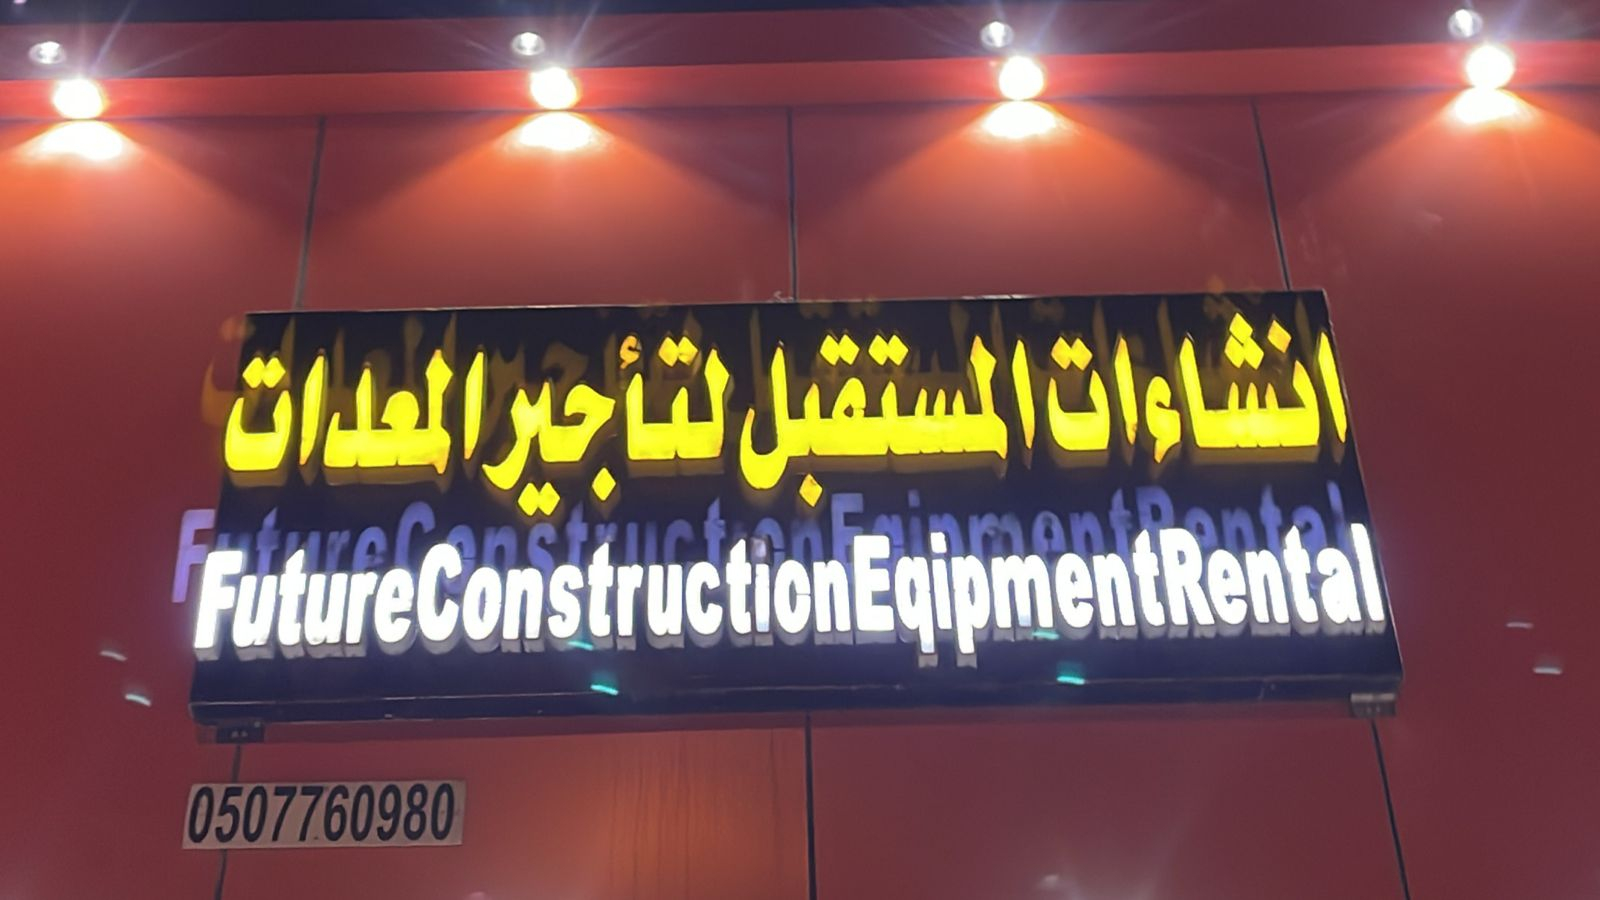 انشاءات المستقبل لتأجير المعدات
FutureConstructionEqipmentRental
0507760980